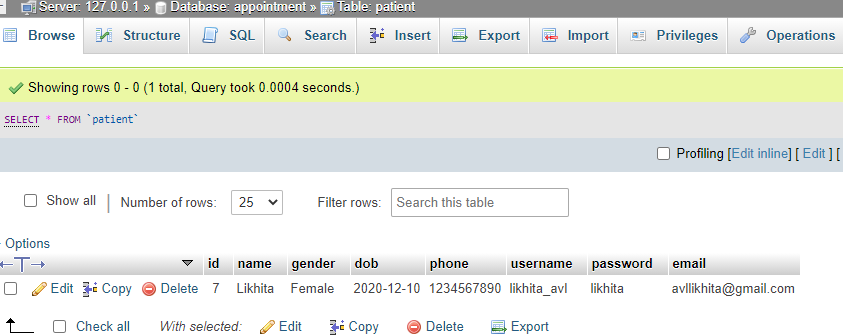 Server: 127.0.0.1 » Database: appointment » Table: patient
Browse Structure SQL Search Insert Export Import Privileges Operations
Showing rows 0 - 0 (1 total, Query took 0.0004 seconds.)
SELECT * FROM `patient`
Profiling [Edit inline] [ Edit ] [
Show all Number of rows: 25 Filter rows: Search this table
Options
id name gender dob phone username password email
Edit Copy Delete 7 Likhita Female 2020-12-10 1234567890 likhita_avl likhita avllikhita@gmail.com
Check all With selected: Edit Copy Delete Export